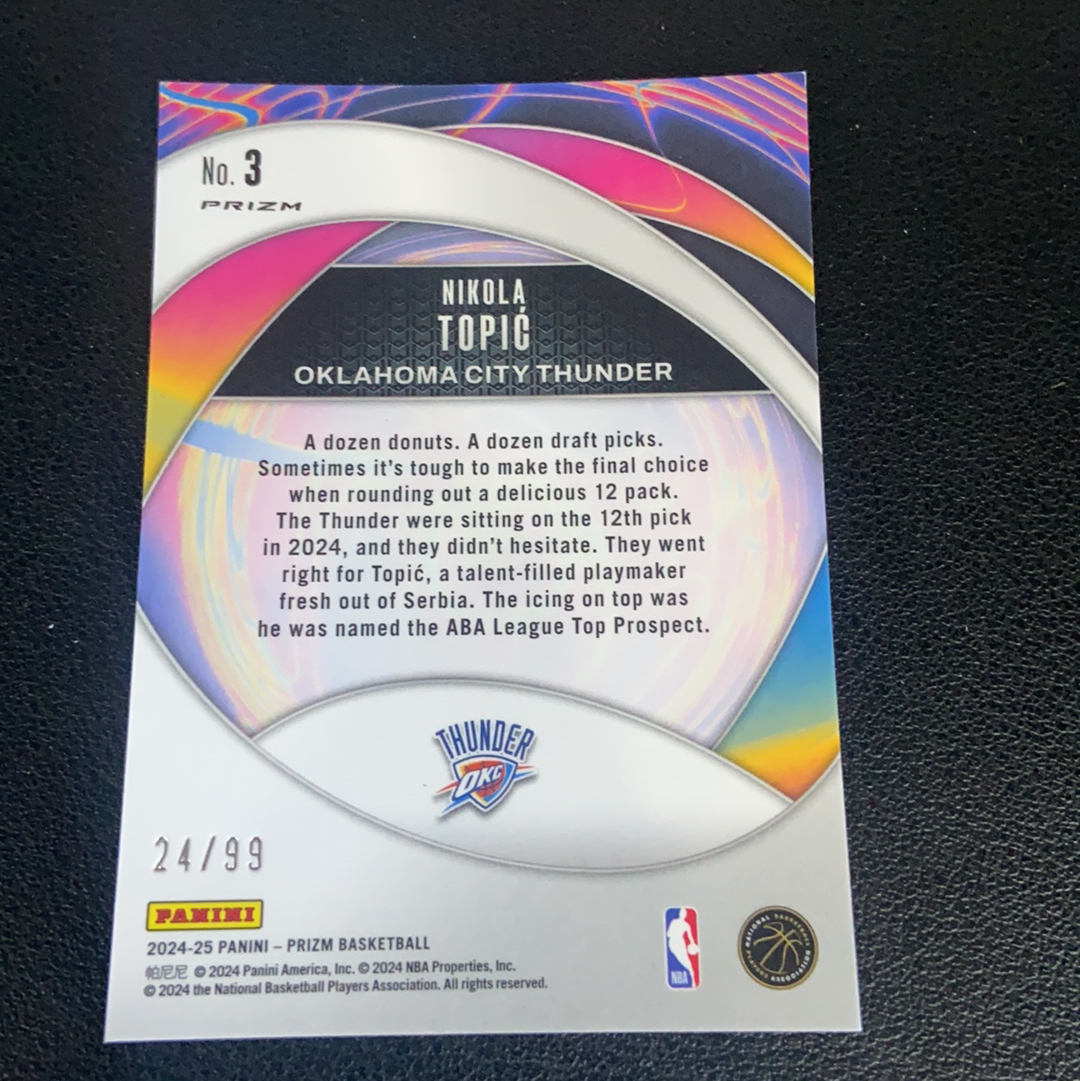 No. 3
PRIZM
NIKOLA
TOPIĆ
OKLAHOMA CITY THUNDER
A dozen donuts. A dozen draft picks.
Sometimes it's tough to make the final choice
when rounding out a delicious 12 pack.
The Thunder were sitting on the 12th pick
in 2024, and they didn't hesitate. They went
right for Topić, a talent-filled playmaker
fresh out of Serbia. The icing on top was
he was named the ABA League Top Prospect.
THUNDER
OKC
24/99
PANINI
2024-25 PANINI – PRIZM BASKETBALL
帕尼尼 © 2024 Panini America, Inc. © 2024 NBA Properties, Inc.
© 2024 the National Basketball Players Association. All rights reserved.
NBA
NATIONAL BASKETBALL
PLAYERS ASSOCIATION